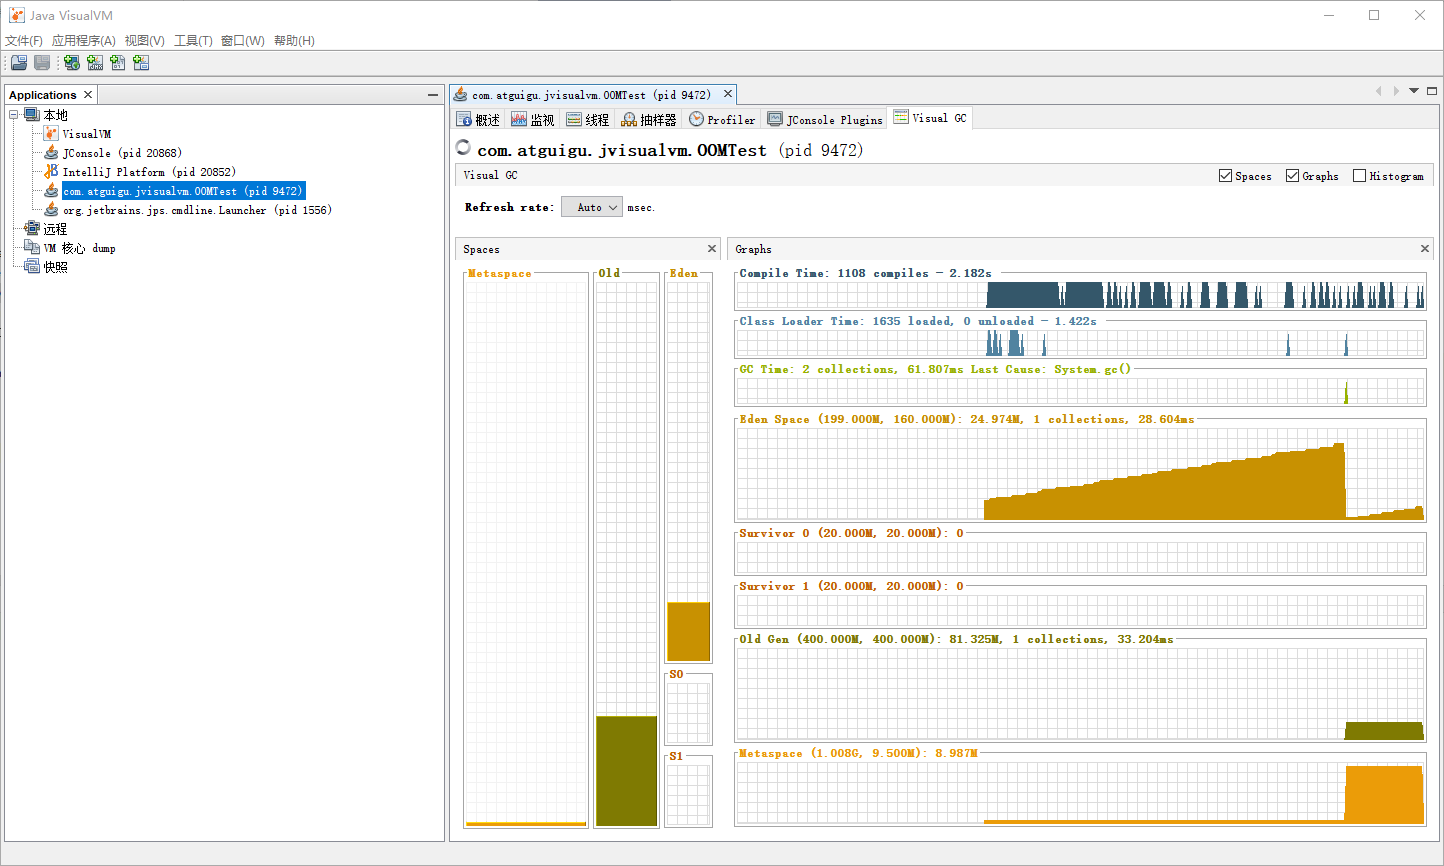 Java VisualVM
文件(F) 应用程序(A) 视图(V) 工具(T) 窗口(W) 帮助(H)
Applications
本地
VisualVM
JConsole (pid 20868)
IntelliJ Platform (pid 20852)
com.atguigu.jvisualvm.OOMTest (pid 9472)
org.jetbrains.jps.cmdline.Launcher (pid 1556)
远程
VM 核心 dump
快照
com.atguigu.jvisualvm.OOMTest (pid 9472)
概述 监视 线程 抽样器 Profiler JConsole Plugins Visual GC
com.atguigu.jvisualvm.OOMTest (pid 9472)
Visual GC Spaces Graphs Histogram
Refresh rate: Auto msec.
Spaces
Metaspace
Old
Eden
S0
S1
Graphs
Compile Time: 1108 compiles - 2.182s
Class Loader Time: 1635 loaded, 0 unloaded - 1.422s
GC Time: 2 collections, 61.807ms Last Cause: System.gc()
Eden Space (199.000M, 160.000M): 24.974M, 1 collections, 28.604ms
Survivor 0 (20.000M, 20.000M): 0
Survivor 1 (20.000M, 20.000M): 0
Old Gen (400.000M, 400.000M): 81.325M, 1 collections, 33.204ms
Metaspace (1.008G, 9.500M): 8.987M